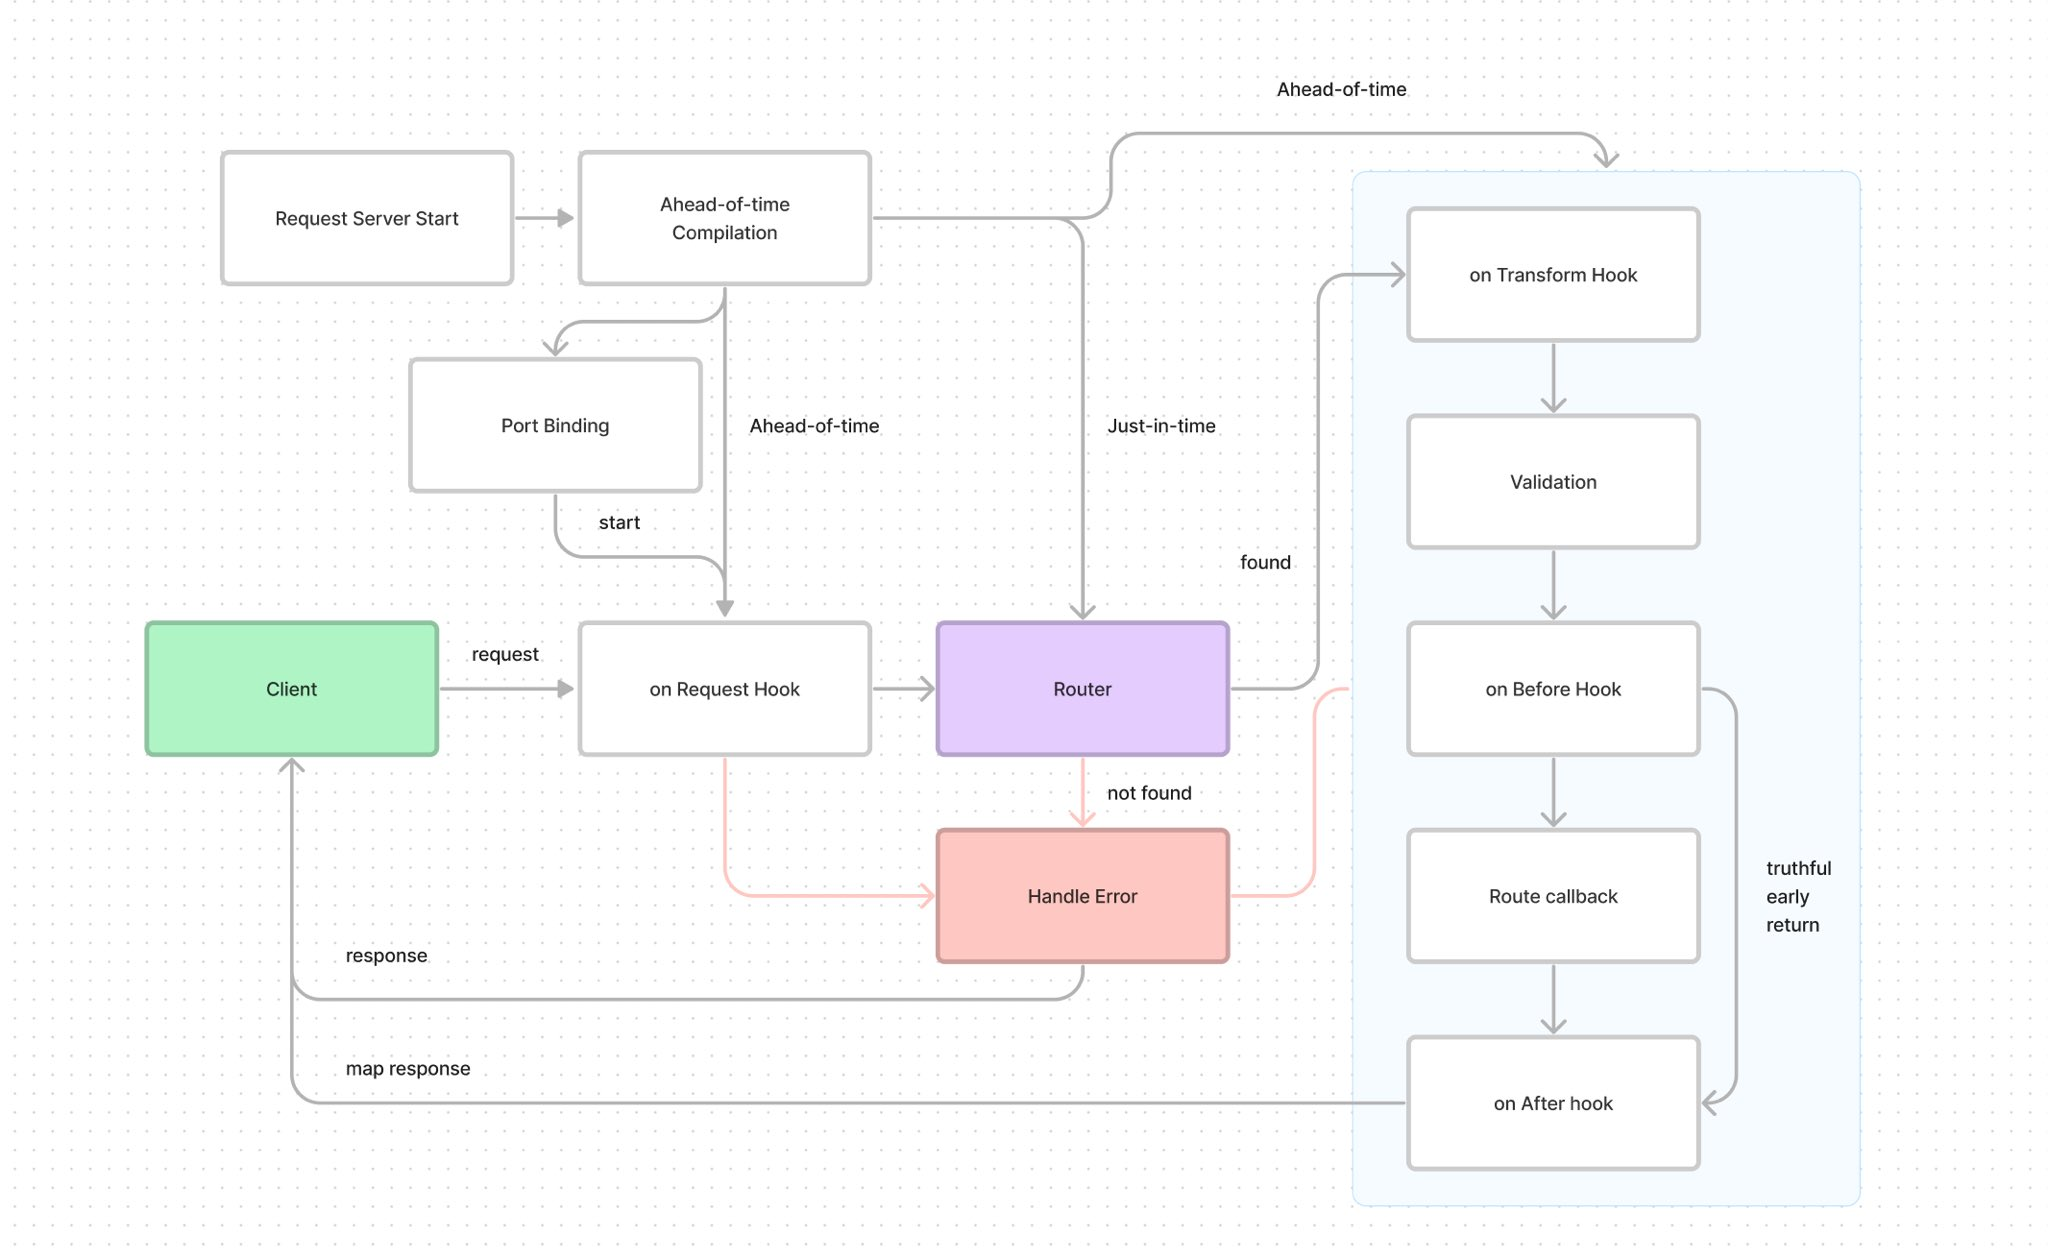 Ahead-of-time
Request Server Start
Ahead-of-time
Compilation
on Transform Hook
Port Binding
Ahead-of-time
Just-in-time
Validation
start
found
Client
request
on Request Hook
Router
on Before Hook
not found
Handle Error
Route callback
truthful
early
return
response
map response
on After hook